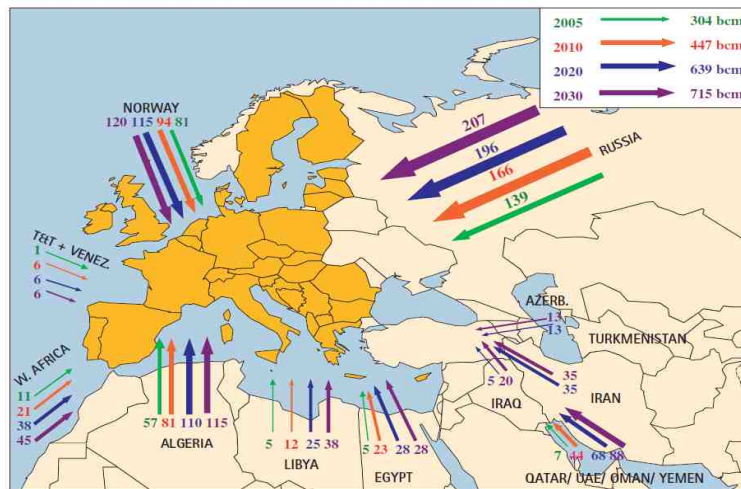 2005 304 bcm
2010 447 bcm
2020 639 bcm
2030 715 bcm
NORWAY
120 115 94 81
207
196
166
139
RUSSIA
T&T + VENEZ.
1
6
6
6
AZERB.
13
13
TURKMENISTAN
W. AFRICA
11
21
38
45
57 81 110 115
ALGERIA
5 12 25 38
LIBYA
5 23 28 28
EGYPT
5 20
IRAQ
35
35
IRAN
7 44 68 88
QATAR/ UAE/ OMAN/ YEMEN